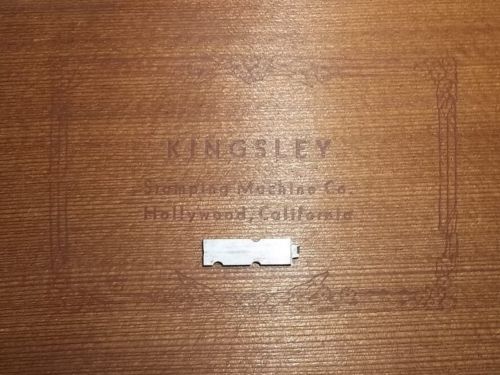 KINGSLEY
Stamping Machine Co.
Hollywood, California